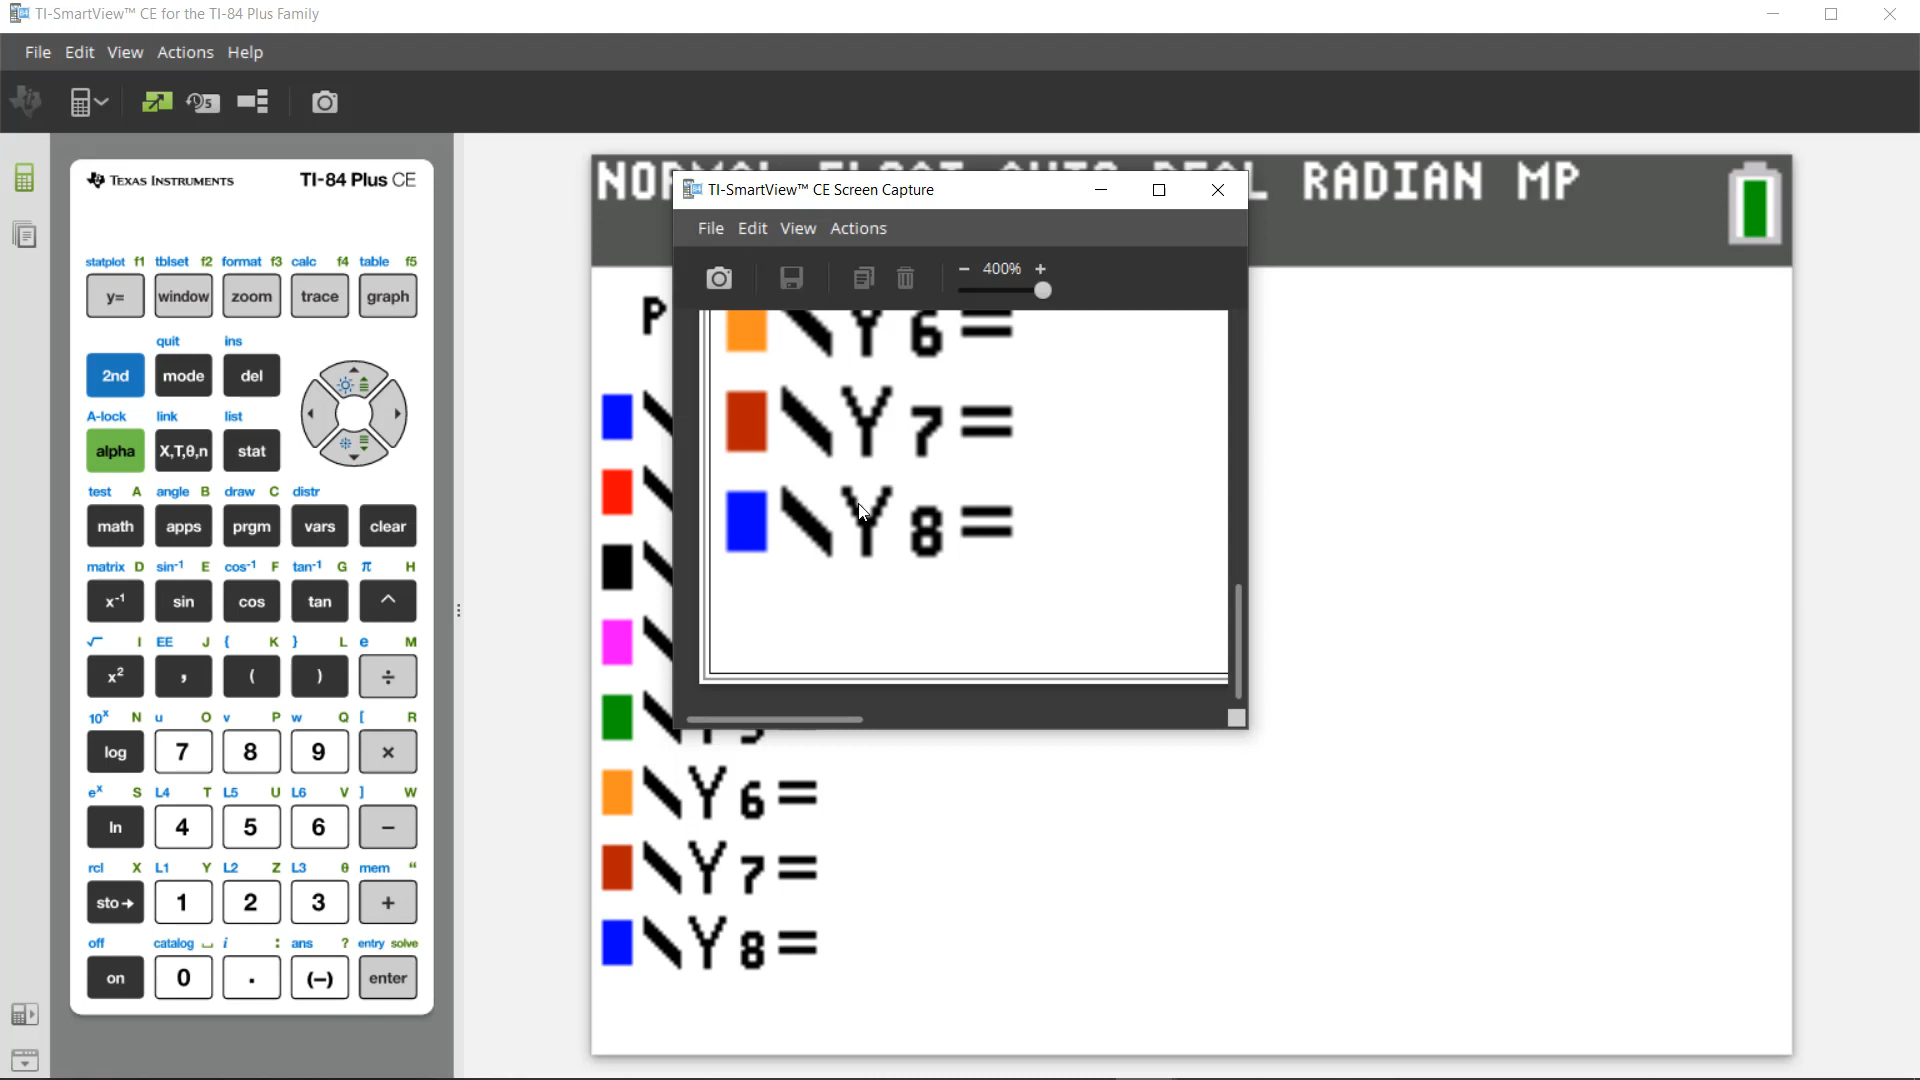 TI-SmartView™ CE for the TI-84 Plus Family
File Edit View Actions Help
TEXAS INSTRUMENTS TI-84 Plus CE
statplot f1 tblset f2 format f3 calc f4 table f5
y= window zoom trace graph
quit ins
2nd mode del
A-lock link list
alpha X,T,θ,n stat
test A angle B draw C distr
math apps prgm vars clear
matrix D sin⁻¹ E cos⁻¹ F tan⁻¹ G π H
x⁻¹ sin cos tan ^
√ I EE J { K } L e M
x² , ( ) ÷
10ˣ N u O v P w Q [ R
log 7 8 9 ×
eˣ S L4 T L5 U L6 V ] W
ln 4 5 6 −
rcl X L1 Y L2 Z L3 θ mem “
sto→ 1 2 3 +
off catalog ⎵ i : ans ? entry solve
on 0 . (−) enter
RADIAN MP
TI-SmartView™ CE Screen Capture
File Edit View Actions
− 400% +
\Y6=
\Y7=
\Y8=
\Y6=
\Y7=
\Y8=